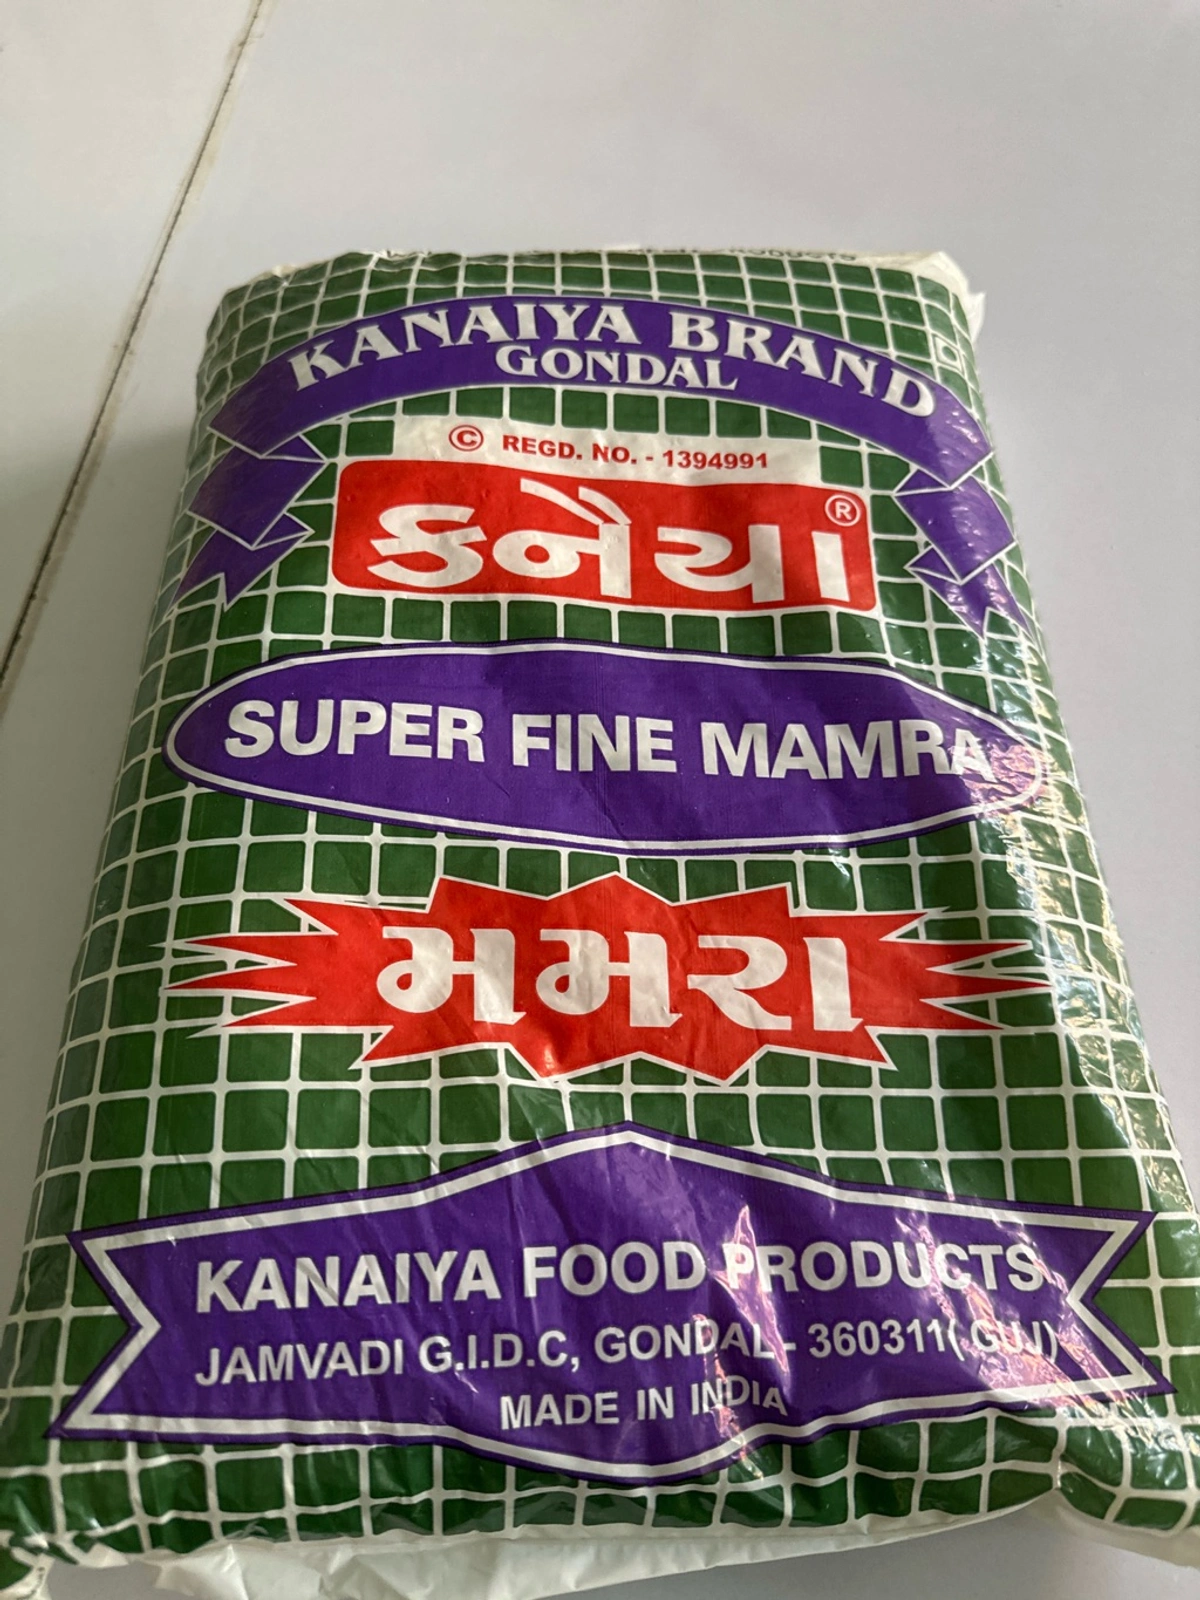 PRODUCTS
KANAIYA BRAND
GONDAL
© REGD. NO. - 1394991
કનૈયા ®
SUPER FINE MAMRA
મમરા
KANAIYA FOOD PRODUCTS
JAMVADI G.I.D.C, GONDAL- 360311( GUJ)
MADE IN INDIA